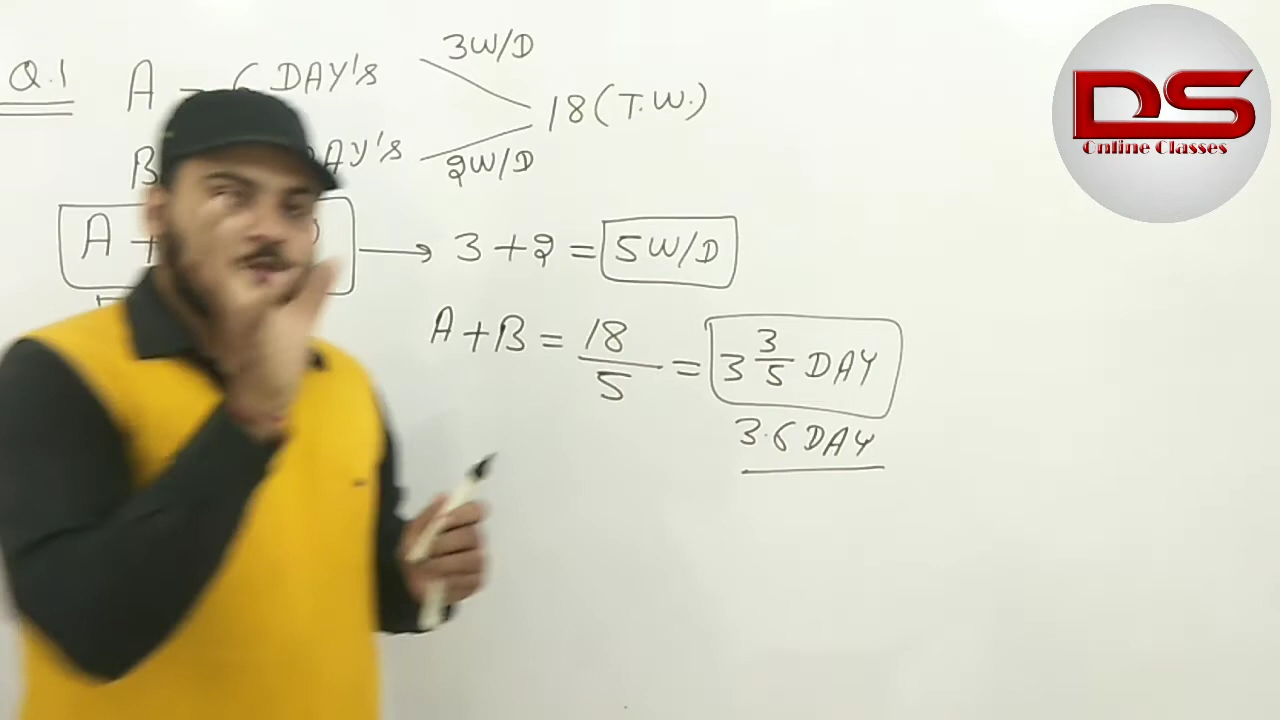 Q.1 A - 6 DAY'S 3W/D
18 (T.W.)
B AY'S 2W/D
A + → 3 + 2 = 5W/D
A + B = 18/5 = 3 3/5 DAY
3.6 DAY
DS
Online Classes